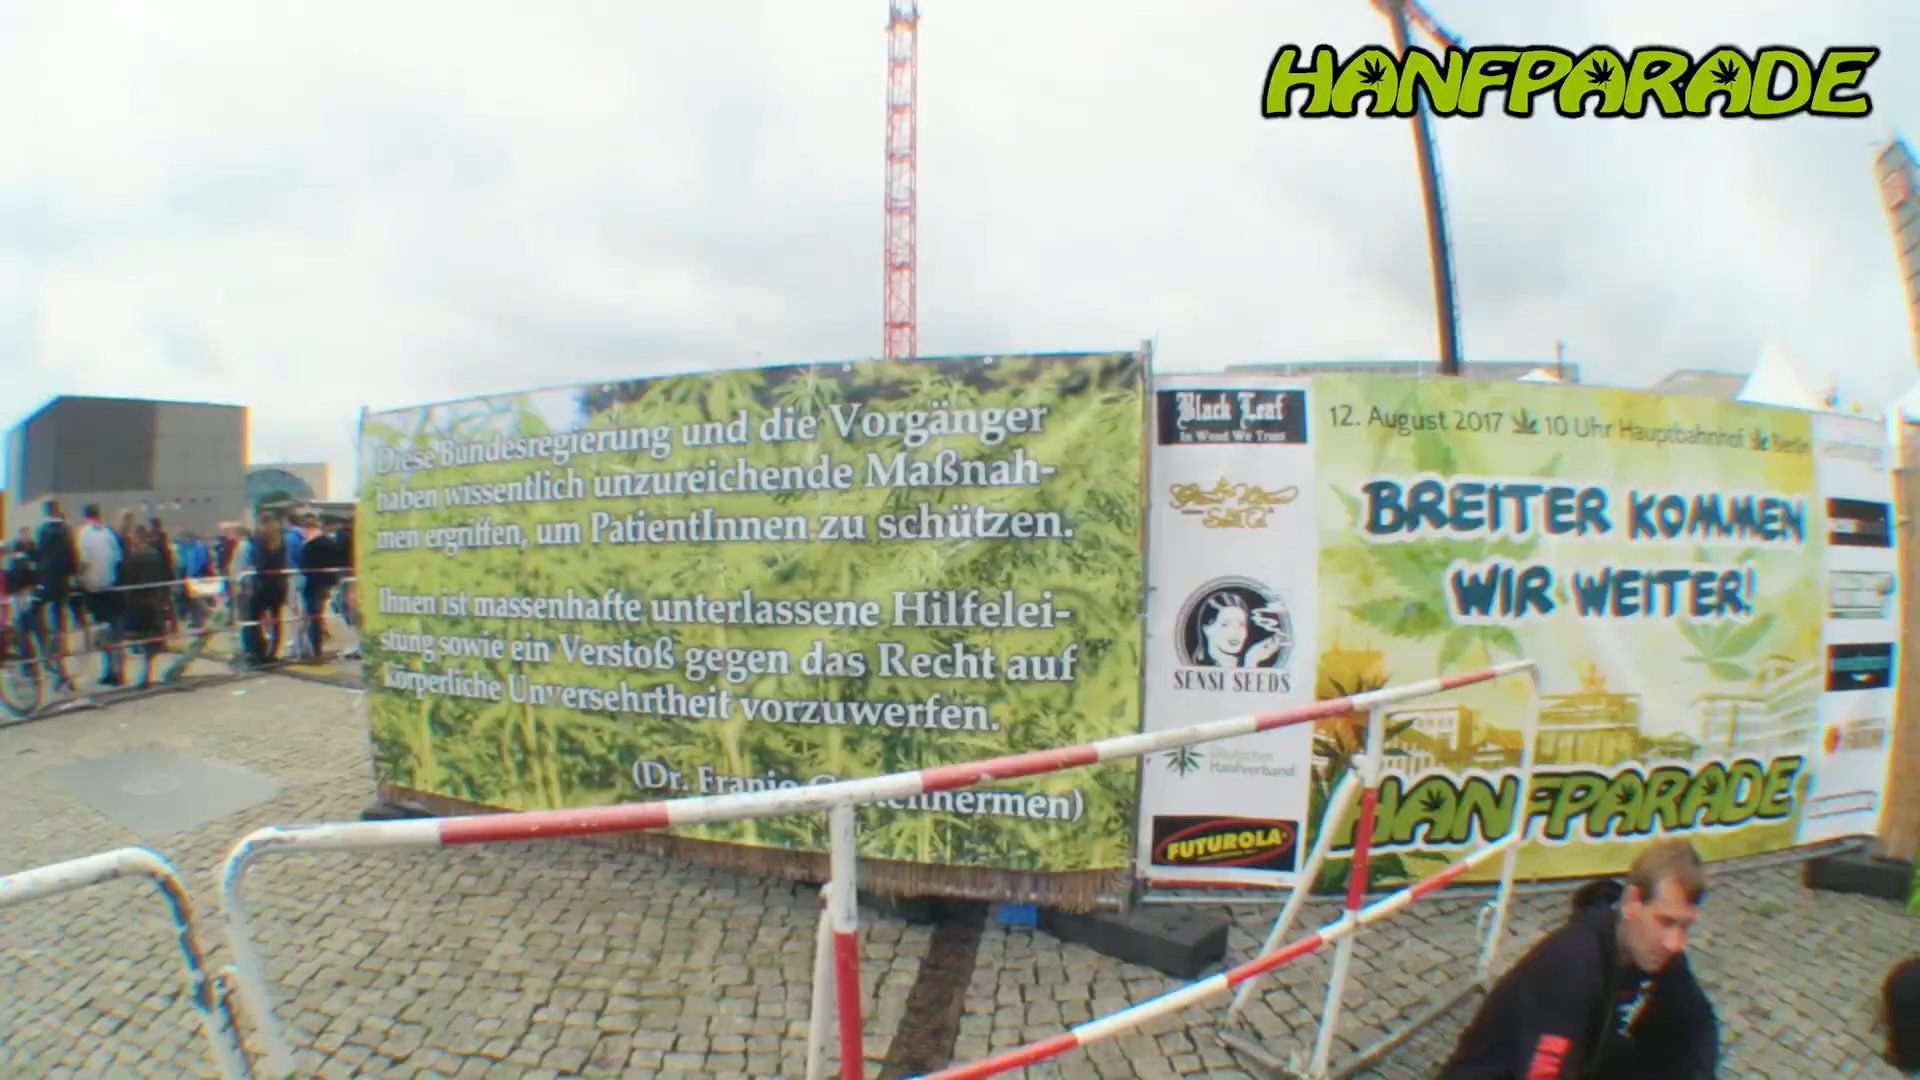 HANFPARADE
Diese Bundesregierung und die Vorgänger
haben wissentlich unzureichende Maßnah-
men ergriffen, um PatientInnen zu schützen.
Ihnen ist massenhafte unterlassene Hilfelei-
stung sowie ein Verstoß gegen das Recht auf
körperliche Unversehrtheit vorzuwerfen.
(Dr. Franjo
Black Leaf
In Weed We Trust
SENSI SEEDS
Deutscher
Hanfverband
FUTUROLA
12. August 2017 10 Uhr Hauptbahnhof Berlin
BREITER KOMMEN
WIR WEITER!
HANFPARADE